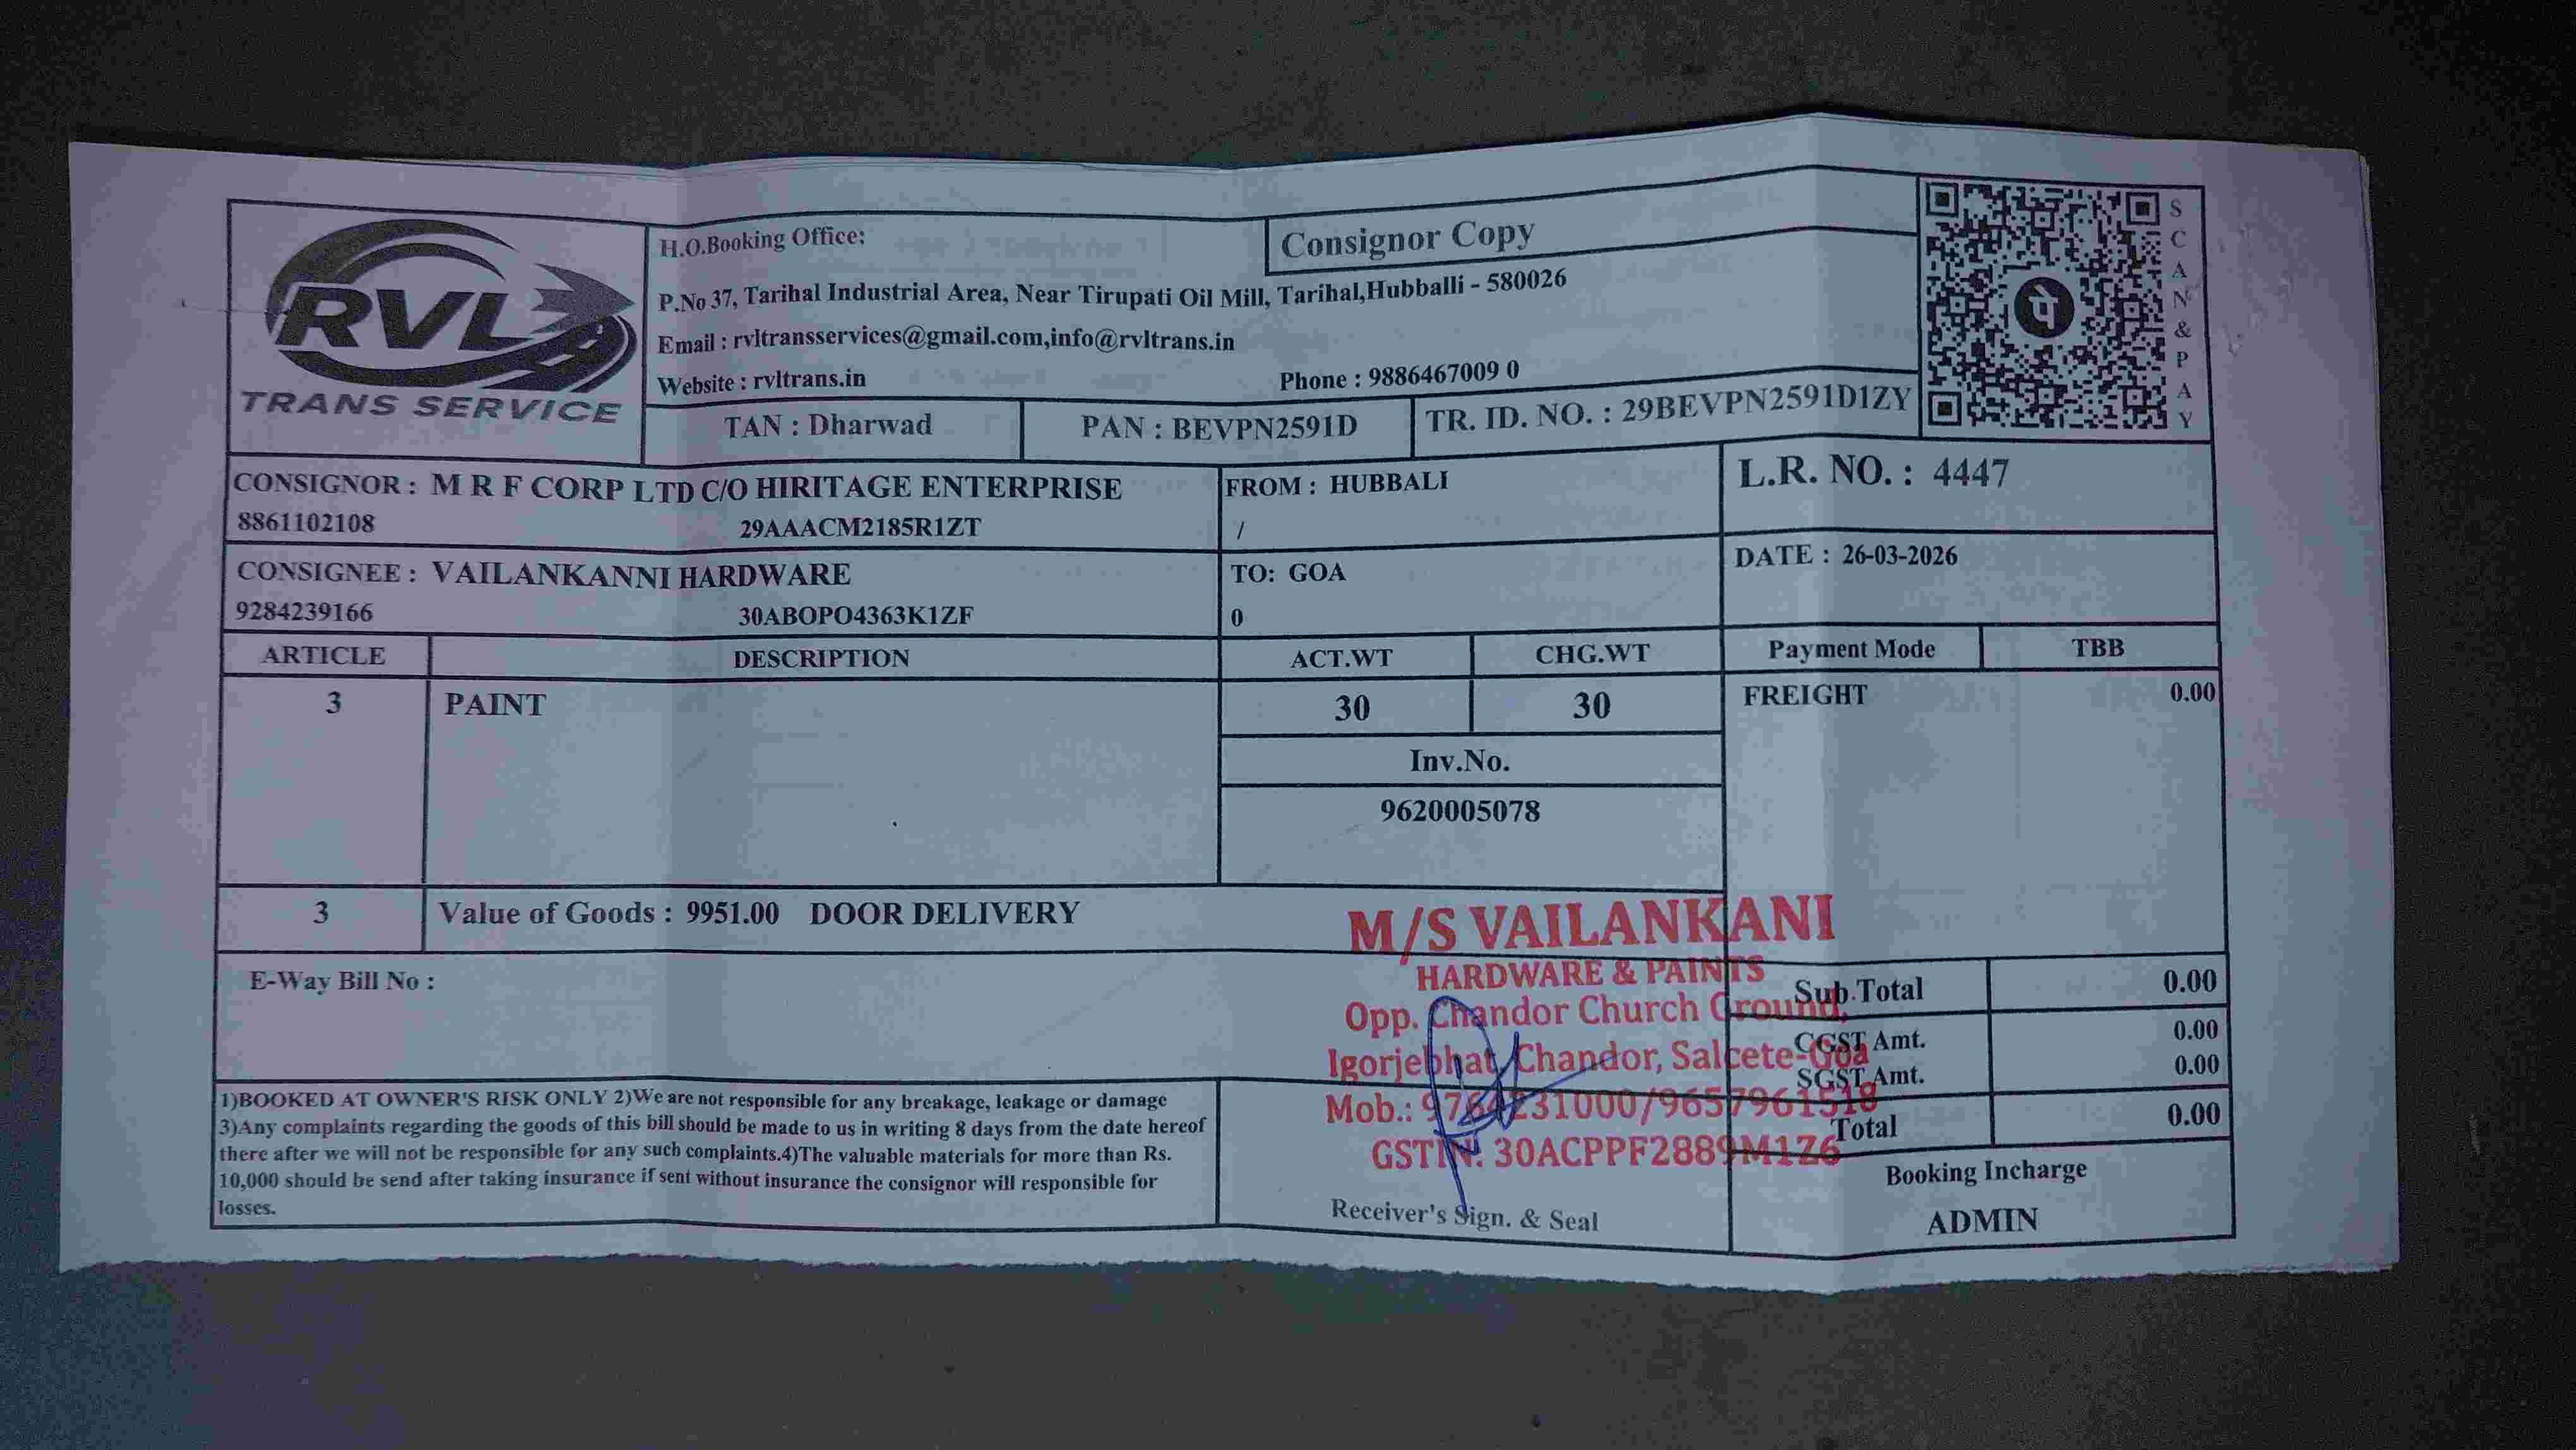 RVL
TRANS SERVICE
H.O.Booking Office:
Consignor Copy
P.No 37, Tarihal Industrial Area, Near Tirupati Oil Mill, Tarihal,Hubballi - 580026
Email : rvltransservices@gmail.com,info@rvltrans.in
Website : rvltrans.in Phone : 9886467009 0
TAN : Dharwad PAN : BEVPN2591D TR. ID. NO. : 29BEVPN2591D1ZY
पे
SCAN & PAY
CONSIGNOR : M R F CORP LTD C/O HIRITAGE ENTERPRISE
8861102108 29AAACM2185R1ZT
FROM : HUBBALI
/
L.R. NO. : 4447
CONSIGNEE : VAILANKANNI HARDWARE
9284239166 30ABOPO4363K1ZF
TO: GOA
0
DATE : 26-03-2026
ARTICLE DESCRIPTION ACT.WT CHG.WT Payment Mode TBB
3 PAINT 30 30 FREIGHT 0.00
Inv.No.
9620005078
3 Value of Goods : 9951.00 DOOR DELIVERY
E-Way Bill No :
M/S VAILANKANI
HARDWARE & PAINTS
Opp. Chandor Church Ground,
Igorjebhat, Chandor, Salcete-Goa
Mob.: /9657961518
GSTIN: 30ACPPF2889M1Z6
Sub.Total 0.00
CGST Amt. 0.00
SGST Amt. 0.00
Total 0.00
1)BOOKED AT OWNER'S RISK ONLY 2)We are not responsible for any breakage, leakage or damage
3)Any complaints regarding the goods of this bill should be made to us in writing 8 days from the date hereof
there after we will not be responsible for any such complaints.4)The valuable materials for more than Rs.
10,000 should be send after taking insurance if sent without insurance the consignor will responsible for
losses.
Receiver's Sign. & Seal
Booking Incharge
ADMIN